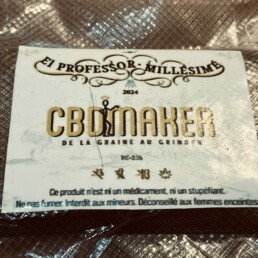 El PROFESSOR - MILLÉSIME
2024
CBDMAKER
DE LA GRAINE AU GRINDER
Ce produit n'est ni un médicament, ni un stupéfiant.
Ne pas fumer. Interdit aux mineurs. Déconseillé aux femmes enceintes